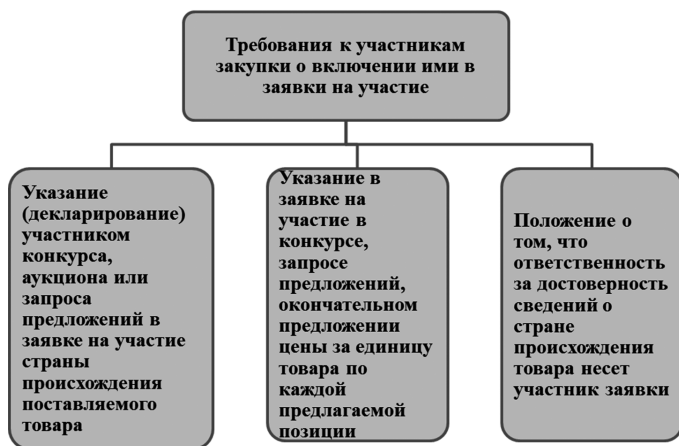 Требования к участникам
закупки о включении ими в
заявки на участие
Указание
(декларирование)
участником
конкурса,
аукциона или
запроса
предложений в
заявке на участие
страны
происхождения
поставляемого
товара
Указание в
заявке на
участие в
конкурсе,
запросе
предложений,
окончательном
предложении
цены за единицу
товара по
каждой
предлагаемой
позиции
Положение о
том, что
ответственность
за достоверность
сведений о
стране
происхождения
товара несет
участник заявки